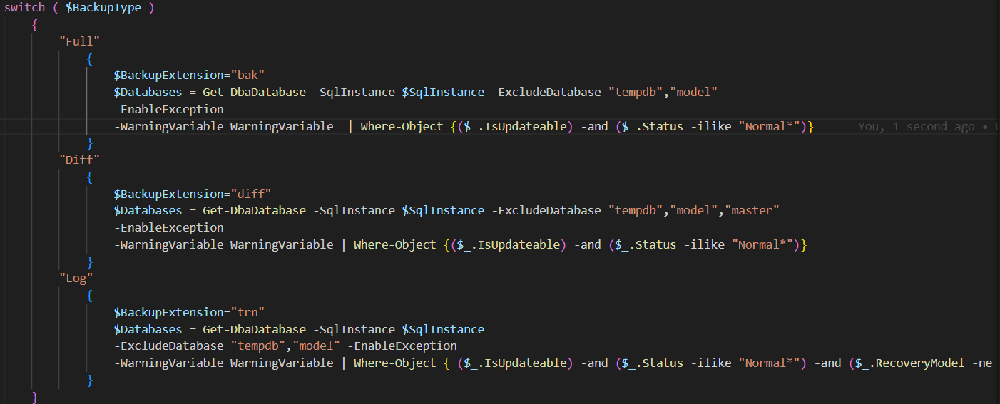 switch ( $BackupType )
{
"Full"
{
$BackupExtension="bak"
$Databases = Get-DbaDatabase -SqlInstance $SqlInstance -ExcludeDatabase "tempdb","model"
-EnableException
-WarningVariable WarningVariable  | Where-Object {($_.IsUpdateable) -and ($_.Status -ilike "Normal*")} You, 1 second ago •
}
"Diff"
{
$BackupExtension="diff"
$Databases = Get-DbaDatabase -SqlInstance $SqlInstance -ExcludeDatabase "tempdb","model","master"
-EnableException
-WarningVariable WarningVariable | Where-Object {($_.IsUpdateable) -and ($_.Status -ilike "Normal*")}
}
"Log"
{
$BackupExtension="trn"
$Databases = Get-DbaDatabase -SqlInstance $SqlInstance
-ExcludeDatabase "tempdb","model" -EnableException
-WarningVariable WarningVariable | Where-Object { ($_.IsUpdateable) -and ($_.Status -ilike "Normal*") -and ($_.RecoveryModel -ne
}
}